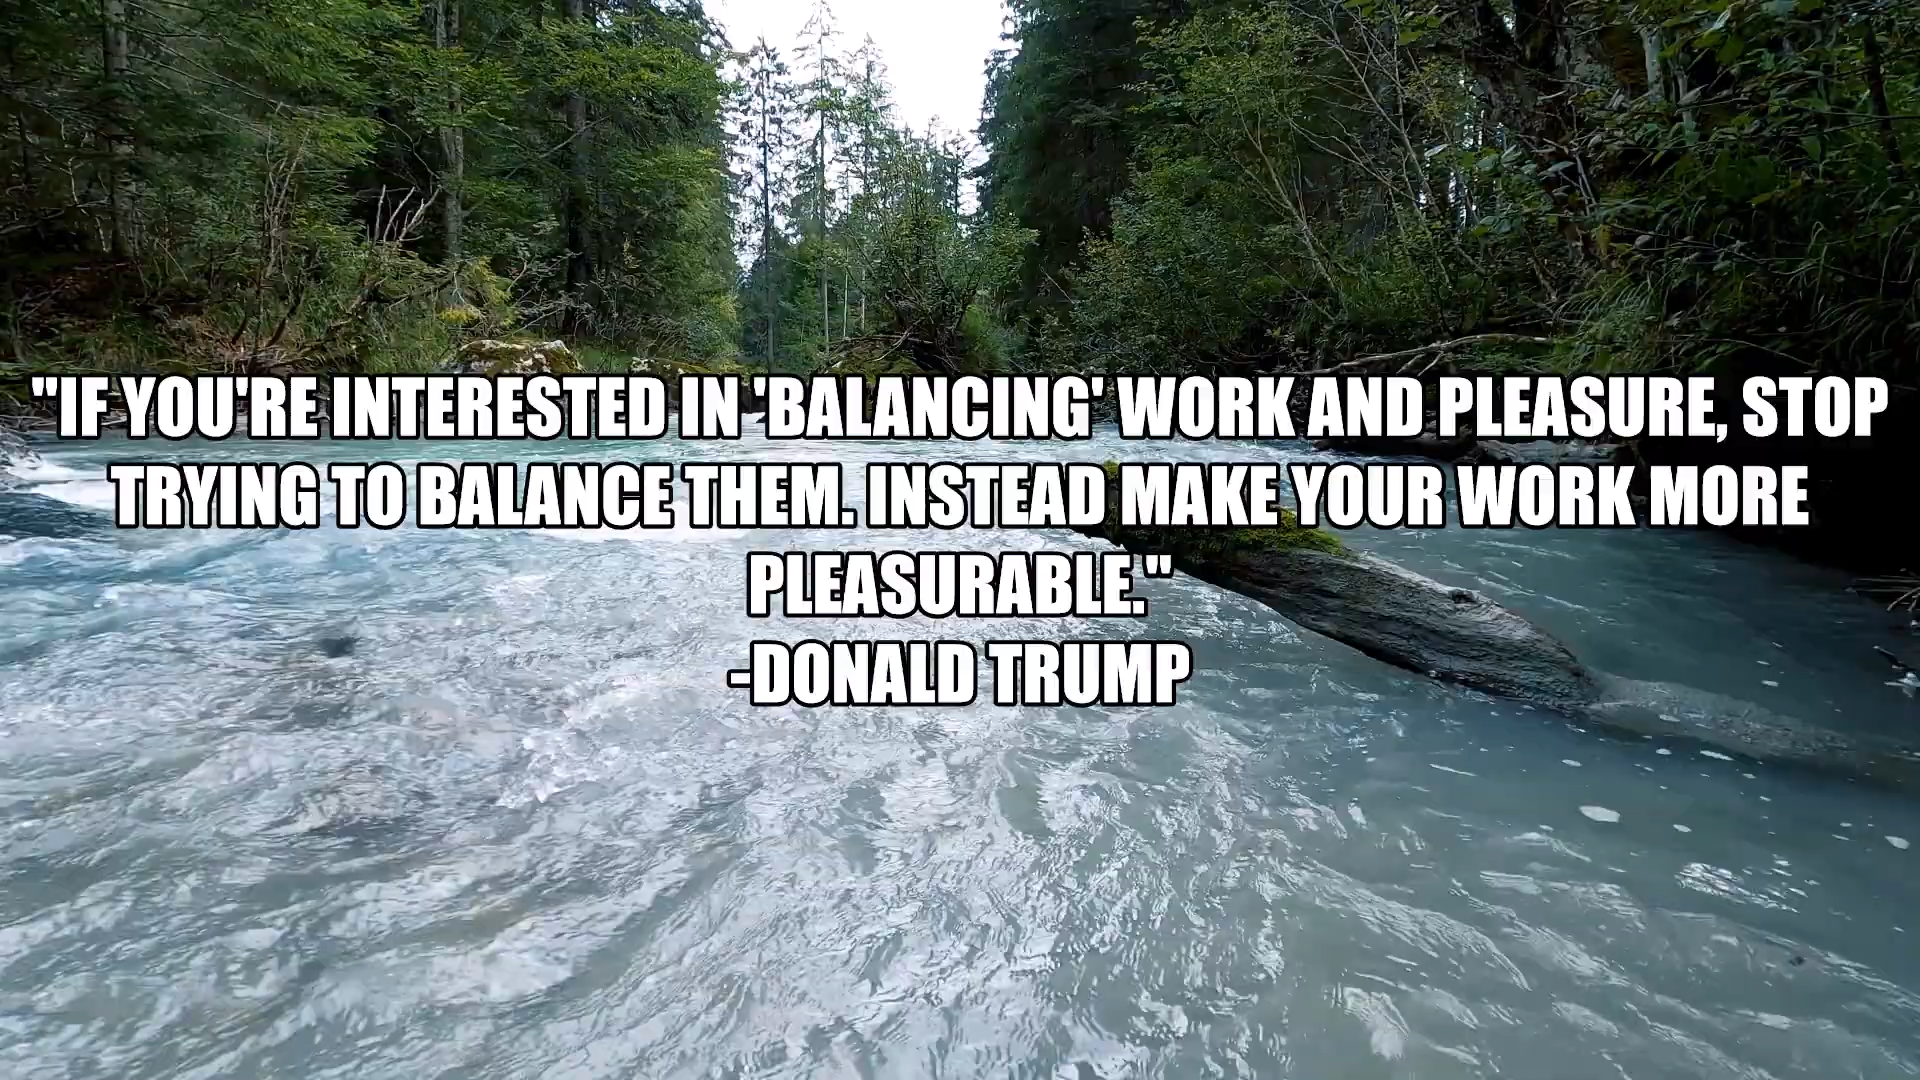 "IF YOU'RE INTERESTED IN 'BALANCING' WORK AND PLEASURE, STOP
TRYING TO BALANCE THEM. INSTEAD MAKE YOUR WORK MORE
PLEASURABLE."
-DONALD TRUMP